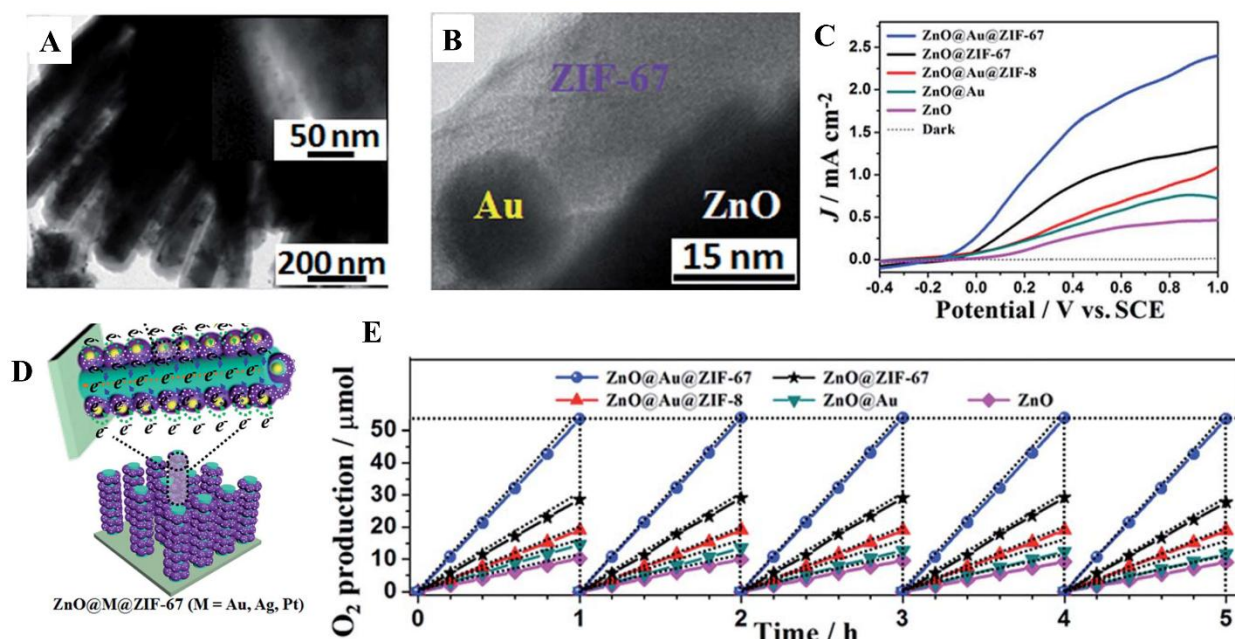 A
50 nm
200 nm
B
ZIF-67
Au
ZnO
15 nm
C
ZnO@Au@ZIF-67
ZnO@ZIF-67
ZnO@Au@ZIF-8
ZnO@Au
ZnO
Dark
2.5
2.0
1.5
1.0
0.5
0.0
J / mA cm⁻²
-0.4 -0.2 0.0 0.2 0.4 0.6 0.8 1.0
Potential / V vs. SCE
D
e⁻ e⁻ e⁻ e⁻ e⁻ e⁻ e⁻
e⁻ e⁻ e⁻ e⁻ e⁻ e⁻ e⁻
e⁻ e⁻ e⁻ e⁻ e⁻ e⁻ e⁻
ZnO@M@ZIF-67 (M = Au, Ag, Pt)
E
ZnO@Au@ZIF-67 ZnO@ZIF-67
ZnO@Au@ZIF-8 ZnO@Au ZnO
50
40
30
20
10
0
O₂ production / μmol
0 1 2 3 4 5
Time / h